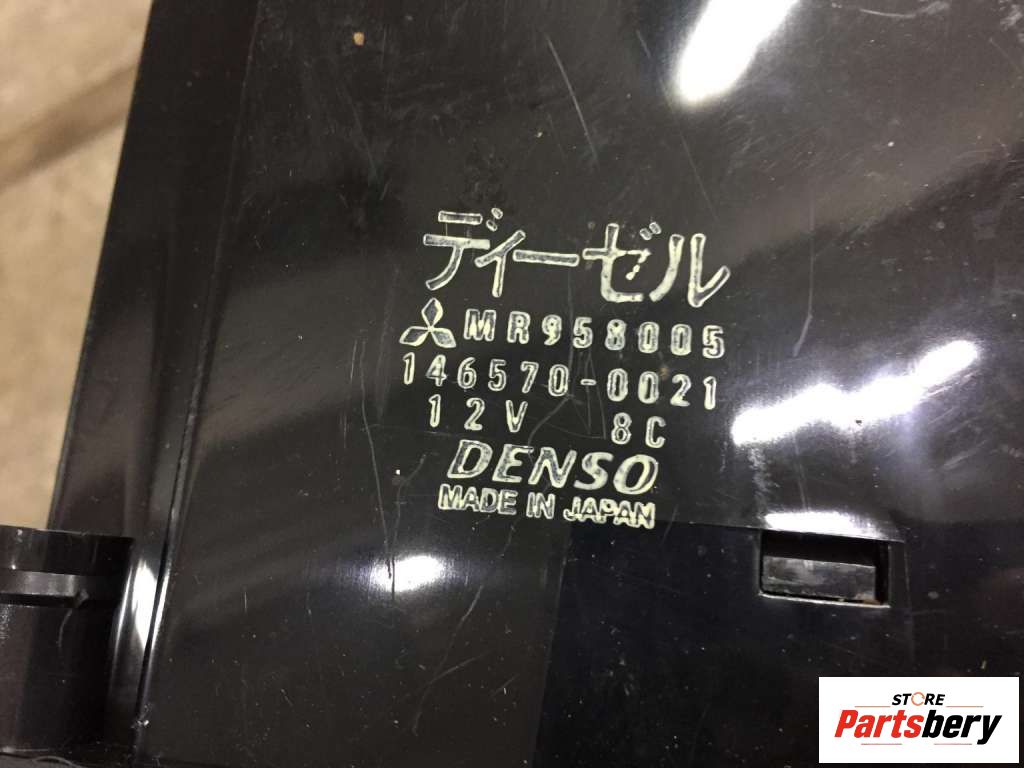 ディーゼル
MR958005
146570-0021
12V 8C
DENSO
MADE IN JAPAN
STORE
Partsbery